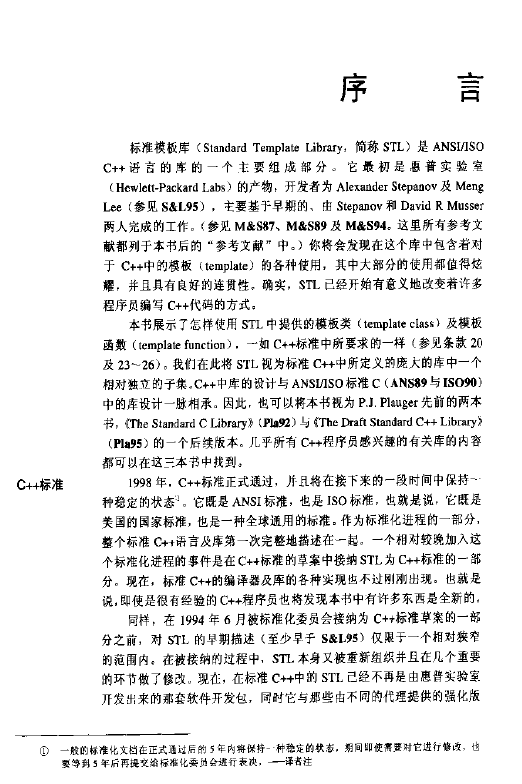 序 言
标准模板库（Standard Template Library，简称 STL）是 ANSI/ISO
C++ 语言的库的一个主要组成部分。它最初是惠普实验室
（Hewlett-Packard Labs）的产物，开发者为 Alexander Stepanov 及 Meng
Lee（参见 S&L95），主要基于早期的、由 Stepanov 和 David R Musser
两人完成的工作。（参见 M&S87、M&S89 及 M&S94。这里所有参考文
献都列于本书后的“参考文献”中。）你将会发现在这个库中包含着对
于 C++中的模板（template）的各种使用，其中大部分的使用都值得炫
耀，并且具有良好的连贯性。确实，STL 已经开始有意义地改变着许多
程序员编写 C++代码的方式。
本书展示了怎样使用 STL 中提供的模板类（template class）及模板
函数（template function），一如 C++标准中所要求的一样（参见条款 20
及 23～26）。我们在此将 STL 视为标准 C++中所定义的庞大的库中一个
相对独立的子集。C++中库的设计与 ANSI/ISO 标准 C（ANS89 与 ISO90）
中的库设计一脉相承。因此，也可以将本书视为 P.J. Plauger 先前的两本
书，《The Standard C Library》（Pla92）与《The Draft Standard C++ Library》
（Pla95）的一个后续版本。几乎所有 C++程序员感兴趣的有关库的内容
都可以在这三本书中找到。
C++标准
1998 年，C++标准正式通过，并且将在接下来的一段时间中保持一
种稳定的状态①。它既是 ANSI 标准，也是 ISO 标准，也就是说，它既是
美国的国家标准，也是一种全球通用的标准。作为标准化进程的一部分，
整个标准 C++语言及库第一次完整地描述在一起。一个相对较晚加入这
个标准化进程的事件是在 C++标准的草案中接纳 STL 为 C++标准的一部
分。现在，标准 C++的编译器及库的各种实现也不过刚刚出现。也就是
说，即使是很有经验的 C++程序员也将发现本书中有许多东西是全新的。
同样，在 1994 年 6 月被标准化委员会接纳为 C++标准草案的一部
分之前，对 STL 的早期描述（至少早于 S&L95）仅限于一个相对狭窄
的范围内。在被接纳的过程中，STL 本身又被重新组织并且在几个重要
的环节做了修改。现在，在标准 C++中的 STL 已经不再是由惠普实验室
开发出来的那套软件开发包，同时它与那些由不同的代理提供的强化版
① 一般的标准化文档在正式通过后的 5 年内将保持一种稳定的状态，期间即使需要对它进行修改，也
要等到 5 年后再提交给标准化委员会进行表决。——译者注